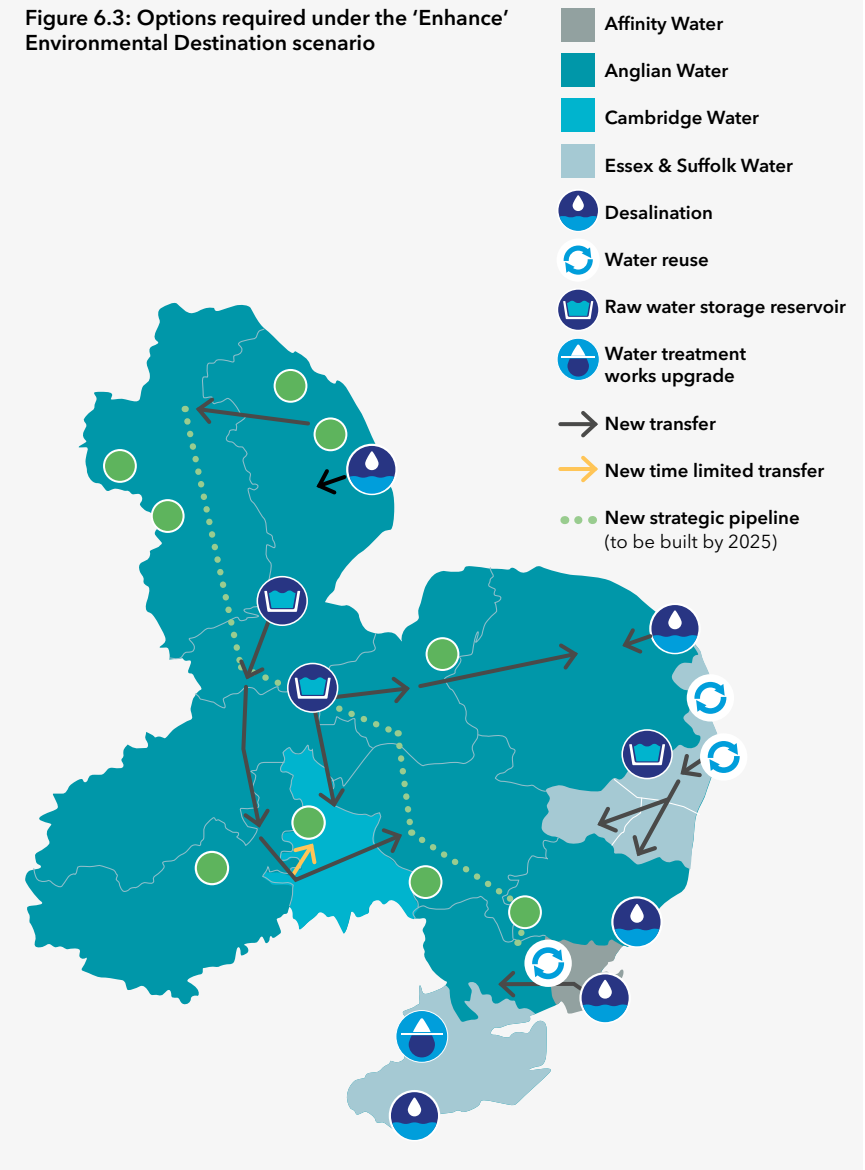 Figure 6.3: Options required under the ‘Enhance’
Environmental Destination scenario
Affinity Water
Anglian Water
Cambridge Water
Essex & Suffolk Water
Desalination
Water reuse
Raw water storage reservoir
Water treatment
works upgrade
New transfer
New time limited transfer
New strategic pipeline
(to be built by 2025)